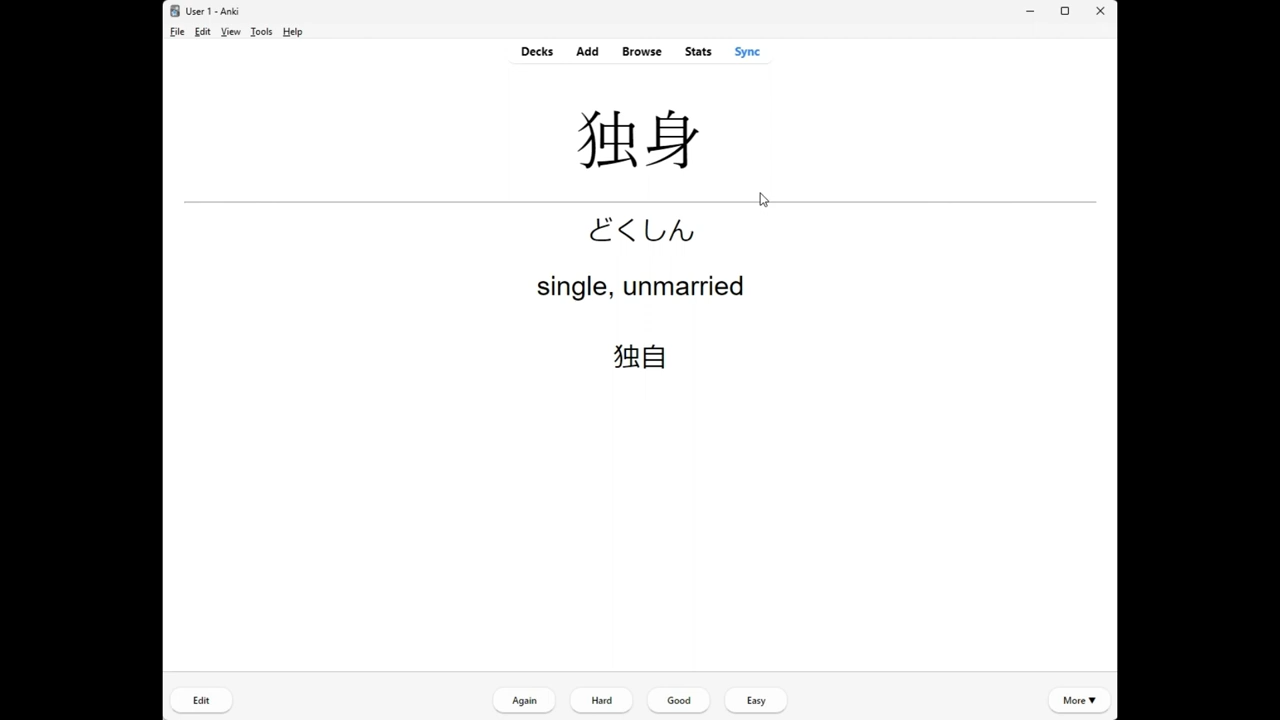 User 1 - Anki
File Edit View Tools Help
Decks Add Browse Stats Sync
独身
どくしん
single, unmarried
独自
Edit Again Hard Good Easy More ▼